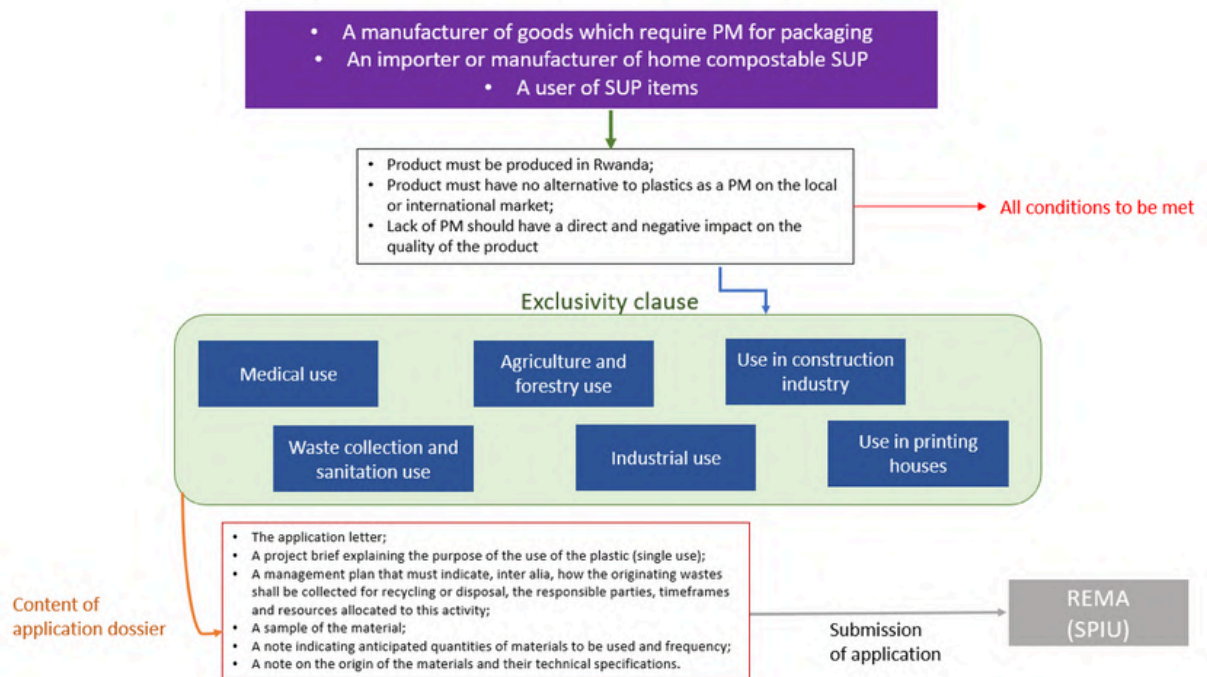 • A manufacturer of goods which require PM for packaging
• An importer or manufacturer of home compostable SUP
• A user of SUP items
• Product must be produced in Rwanda;
• Product must have no alternative to plastics as a PM on the local
or international market;
• Lack of PM should have a direct and negative impact on the
quality of the product
All conditions to be met
Exclusivity clause
Medical use
Agriculture and
forestry use
Use in construction
industry
Waste collection and
sanitation use
Industrial use
Use in printing
houses
Content of
application dossier
• The application letter;
• A project brief explaining the purpose of the use of the plastic (single use);
• A management plan that must indicate, inter alia, how the originating wastes
shall be collected for recycling or disposal, the responsible parties, timeframes
and resources allocated to this activity;
• A sample of the material;
• A note indicating anticipated quantities of materials to be used and frequency;
• A note on the origin of the materials and their technical specifications.
Submission
of application
REMA
(SPIU)